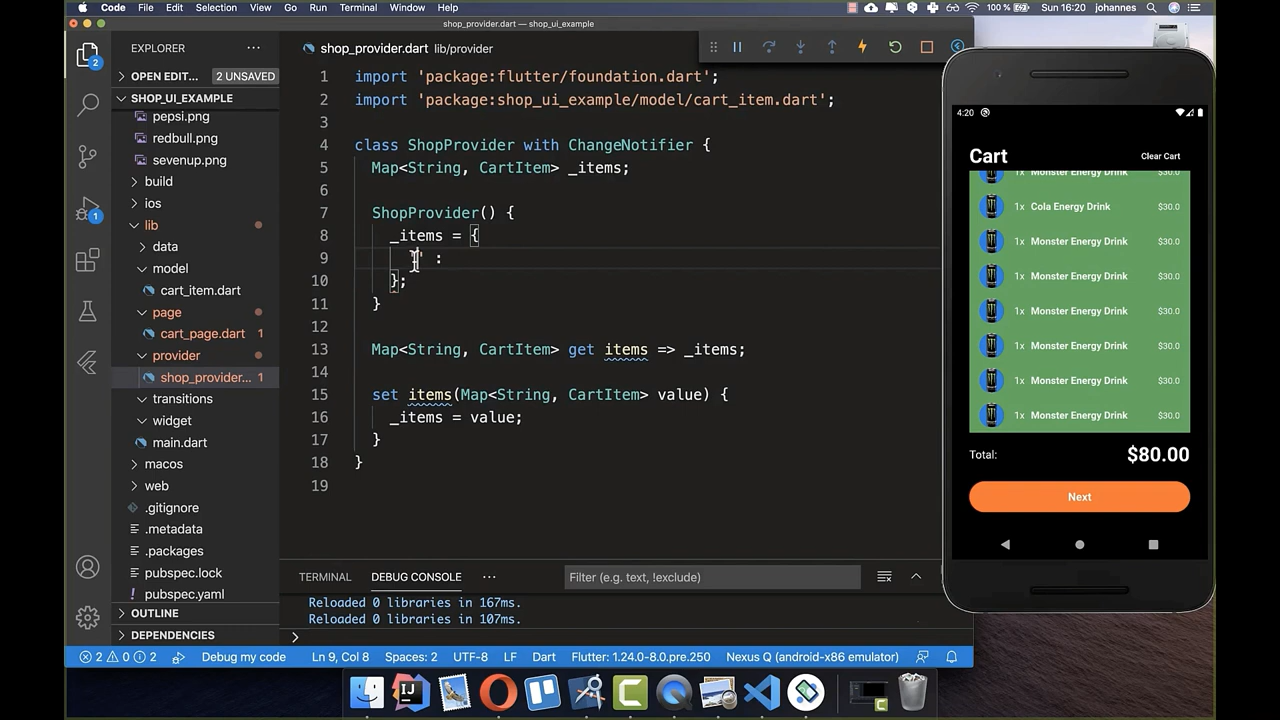 Code File Edit Selection View Go Run Terminal Window Help 100 % Sun 16:20 johannes
shop_provider.dart — shop_ui_example
EXPLORER
shop_provider.dart lib/provider
OPEN EDIT... 2 UNSAVED
SHOP_UI_EXAMPLE
pepsi.png
redbull.png
sevenup.png
build
ios
lib
data
model
cart_item.dart
page
cart_page.dart 1
provider
shop_provider... 1
transitions
widget
main.dart
macos
web
.gitignore
.metadata
.packages
pubspec.lock
pubspec.yaml
OUTLINE
DEPENDENCIES
2
1
1 import 'package:flutter/foundation.dart';
2 import 'package:shop_ui_example/model/cart_item.dart';
3
4 class ShopProvider with ChangeNotifier {
5 Map<String, CartItem> _items;
6
7 ShopProvider() {
8 _items = {
9 '' :
10 };
11 }
12
13 Map<String, CartItem> get items => _items;
14
15 set items(Map<String, CartItem> value) {
16 _items = value;
17 }
18 }
19
TERMINAL DEBUG CONSOLE ··· Filter (e.g. text, !exclude)
Reloaded 0 libraries in 167ms.
Reloaded 0 libraries in 107ms.
>
2 0 2 Debug my code Ln 9, Col 8 Spaces: 2 UTF-8 LF Dart Flutter: 1.24.0-8.0.pre.250 Nexus Q (android-x86 emulator)
4:20
Cart Clear Cart
1x Monster Energy Drink $30.0
1x Cola Energy Drink $30.0
1x Monster Energy Drink $30.0
1x Monster Energy Drink $30.0
1x Monster Energy Drink $30.0
1x Monster Energy Drink $30.0
1x Monster Energy Drink $30.0
1x Monster Energy Drink $30.0
Total: $80.00
Next